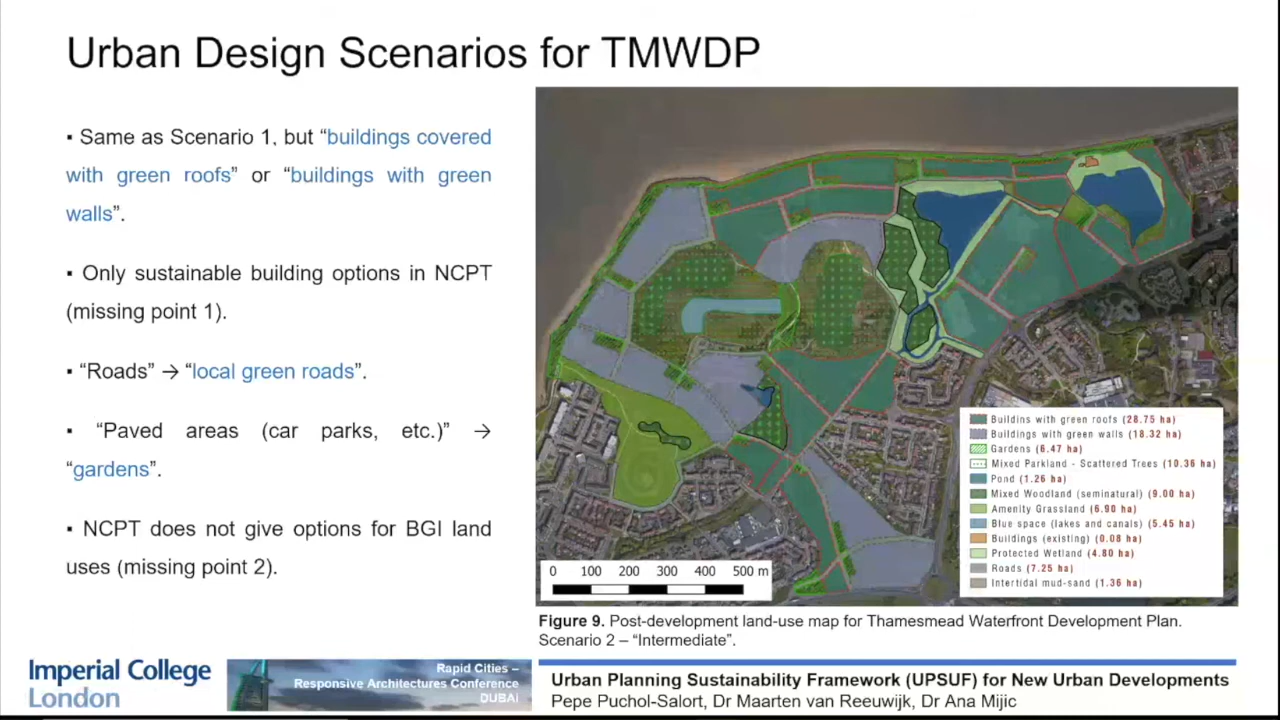 Urban Design Scenarios for TMWDP
▪ Same as Scenario 1, but “buildings covered
with green roofs” or “buildings with green
walls”.
▪ Only sustainable building options in NCPT
(missing point 1).
▪ “Roads” → “local green roads”.
▪ “Paved areas (car parks, etc.)” →
“gardens”.
▪ NCPT does not give options for BGI land
uses (missing point 2).
Buildins with green roofs (28.75 ha)
Buildings with green walls (18.32 ha)
Gardens (6.47 ha)
Mixed Parkland - Scattered Trees (10.36 ha)
Pond (1.26 ha)
Mixed Woodland (seminatural) (9.00 ha)
Amenity Grassland (6.90 ha)
Blue space (lakes and canals) (5.45 ha)
Buildings (existing) (0.08 ha)
Protected Wetland (4.80 ha)
Roads (7.25 ha)
Intertidal mud-sand (1.36 ha)
0 100 200 300 400 500 m
Figure 9. Post-development land-use map for Thamesmead Waterfront Development Plan.
Scenario 2 – “Intermediate”.
Imperial College
London
Rapid Cities –
Responsive Architectures Conference
DUBAI
Urban Planning Sustainability Framework (UPSUF) for New Urban Developments
Pepe Puchol-Salort, Dr Maarten van Reeuwijk, Dr Ana Mijic